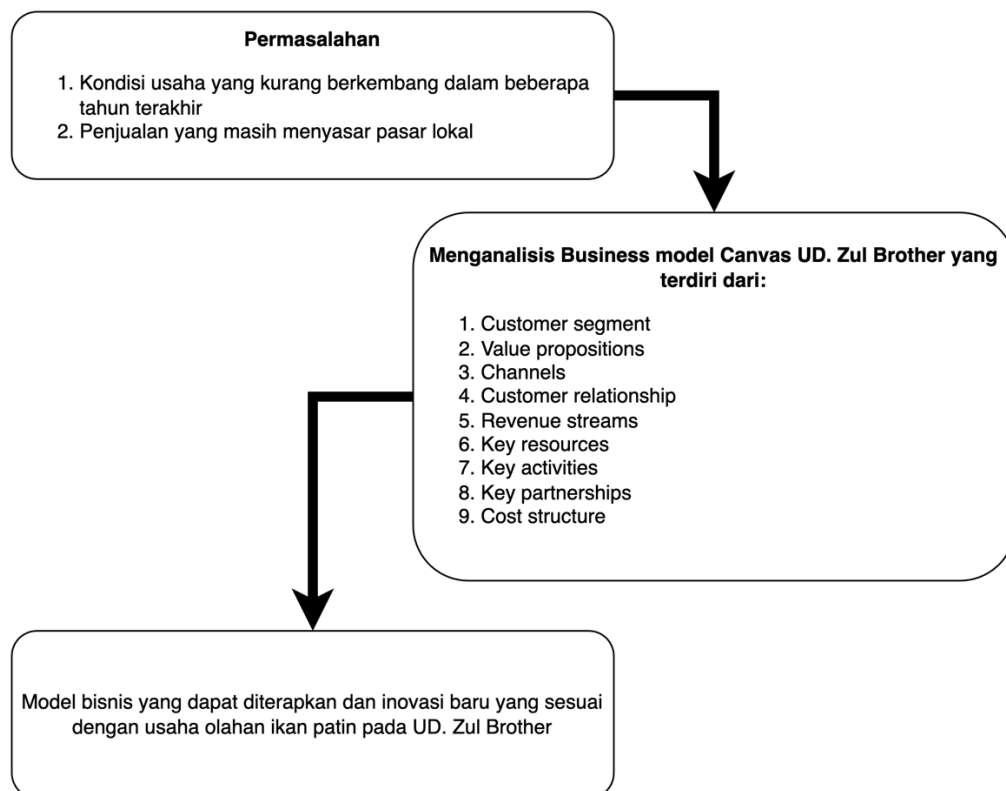 Permasalahan
1. Kondisi usaha yang kurang berkembang dalam beberapa
tahun terakhir
2. Penjualan yang masih menyasar pasar lokal
Menganalisis Business model Canvas UD. Zul Brother yang
terdiri dari:
1. Customer segment
2. Value propositions
3. Channels
4. Customer relationship
5. Revenue streams
6. Key resources
7. Key activities
8. Key partnerships
9. Cost structure
Model bisnis yang dapat diterapkan dan inovasi baru yang sesuai
dengan usaha olahan ikan patin pada UD. Zul Brother